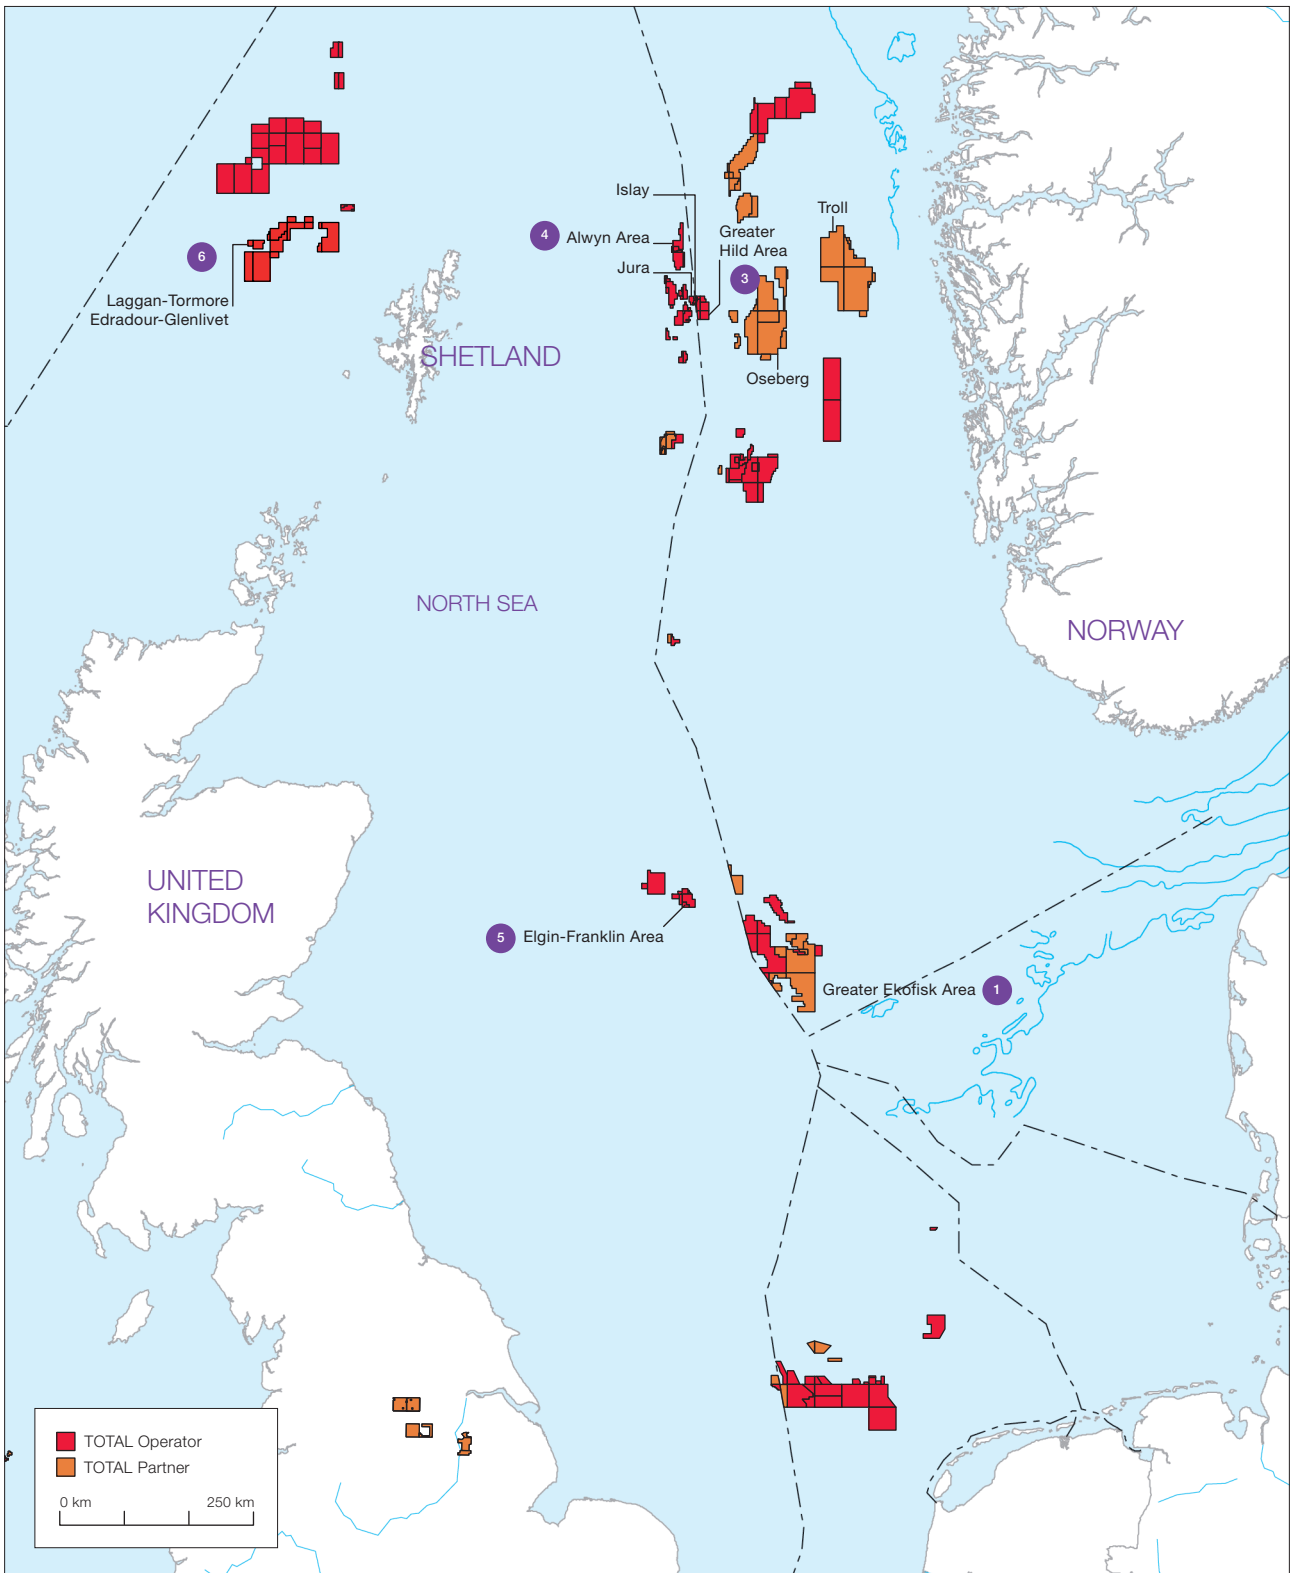 Islay
4
Alwyn Area
Jura
Greater
Hild Area
3
Troll
6
Laggan-Tormore
Edradour-Glenlivet
SHETLAND
Oseberg
NORTH SEA
NORWAY
UNITED
KINGDOM
5
Elgin-Franklin Area
Greater Ekofisk Area
1
TOTAL Operator
TOTAL Partner
0 km
250 km